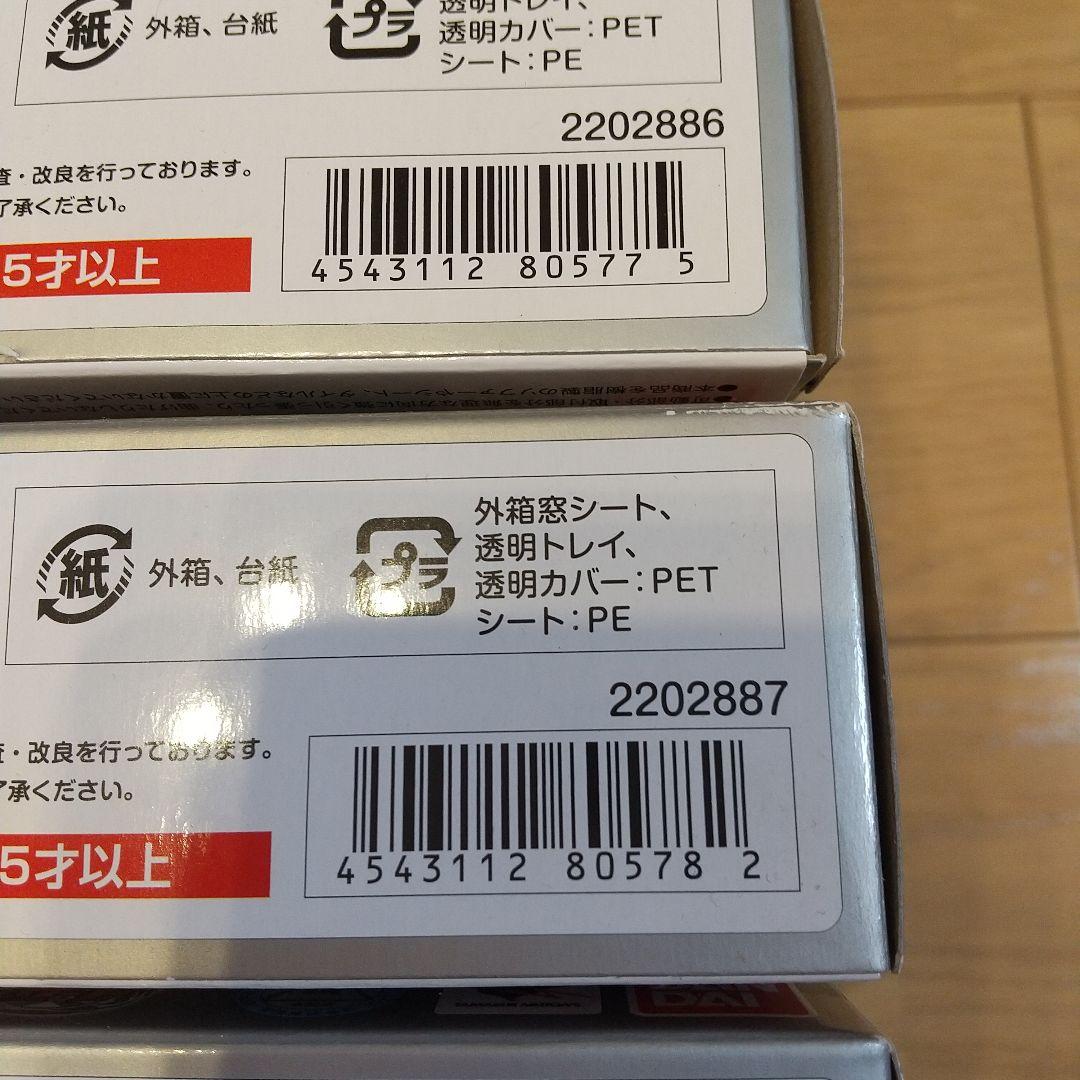 紙 外箱、台紙
プラ
透明トレイ、
透明カバー：PET
シート：PE
2202886
査・改良を行っております。
了承ください。
5才以上
4543112 80577 5
紙 外箱、台紙
プラ
外箱窓シート、
透明トレイ、
透明カバー：PET
シート：PE
2202887
査・改良を行っております。
了承ください。
5才以上
4543112 80578 2